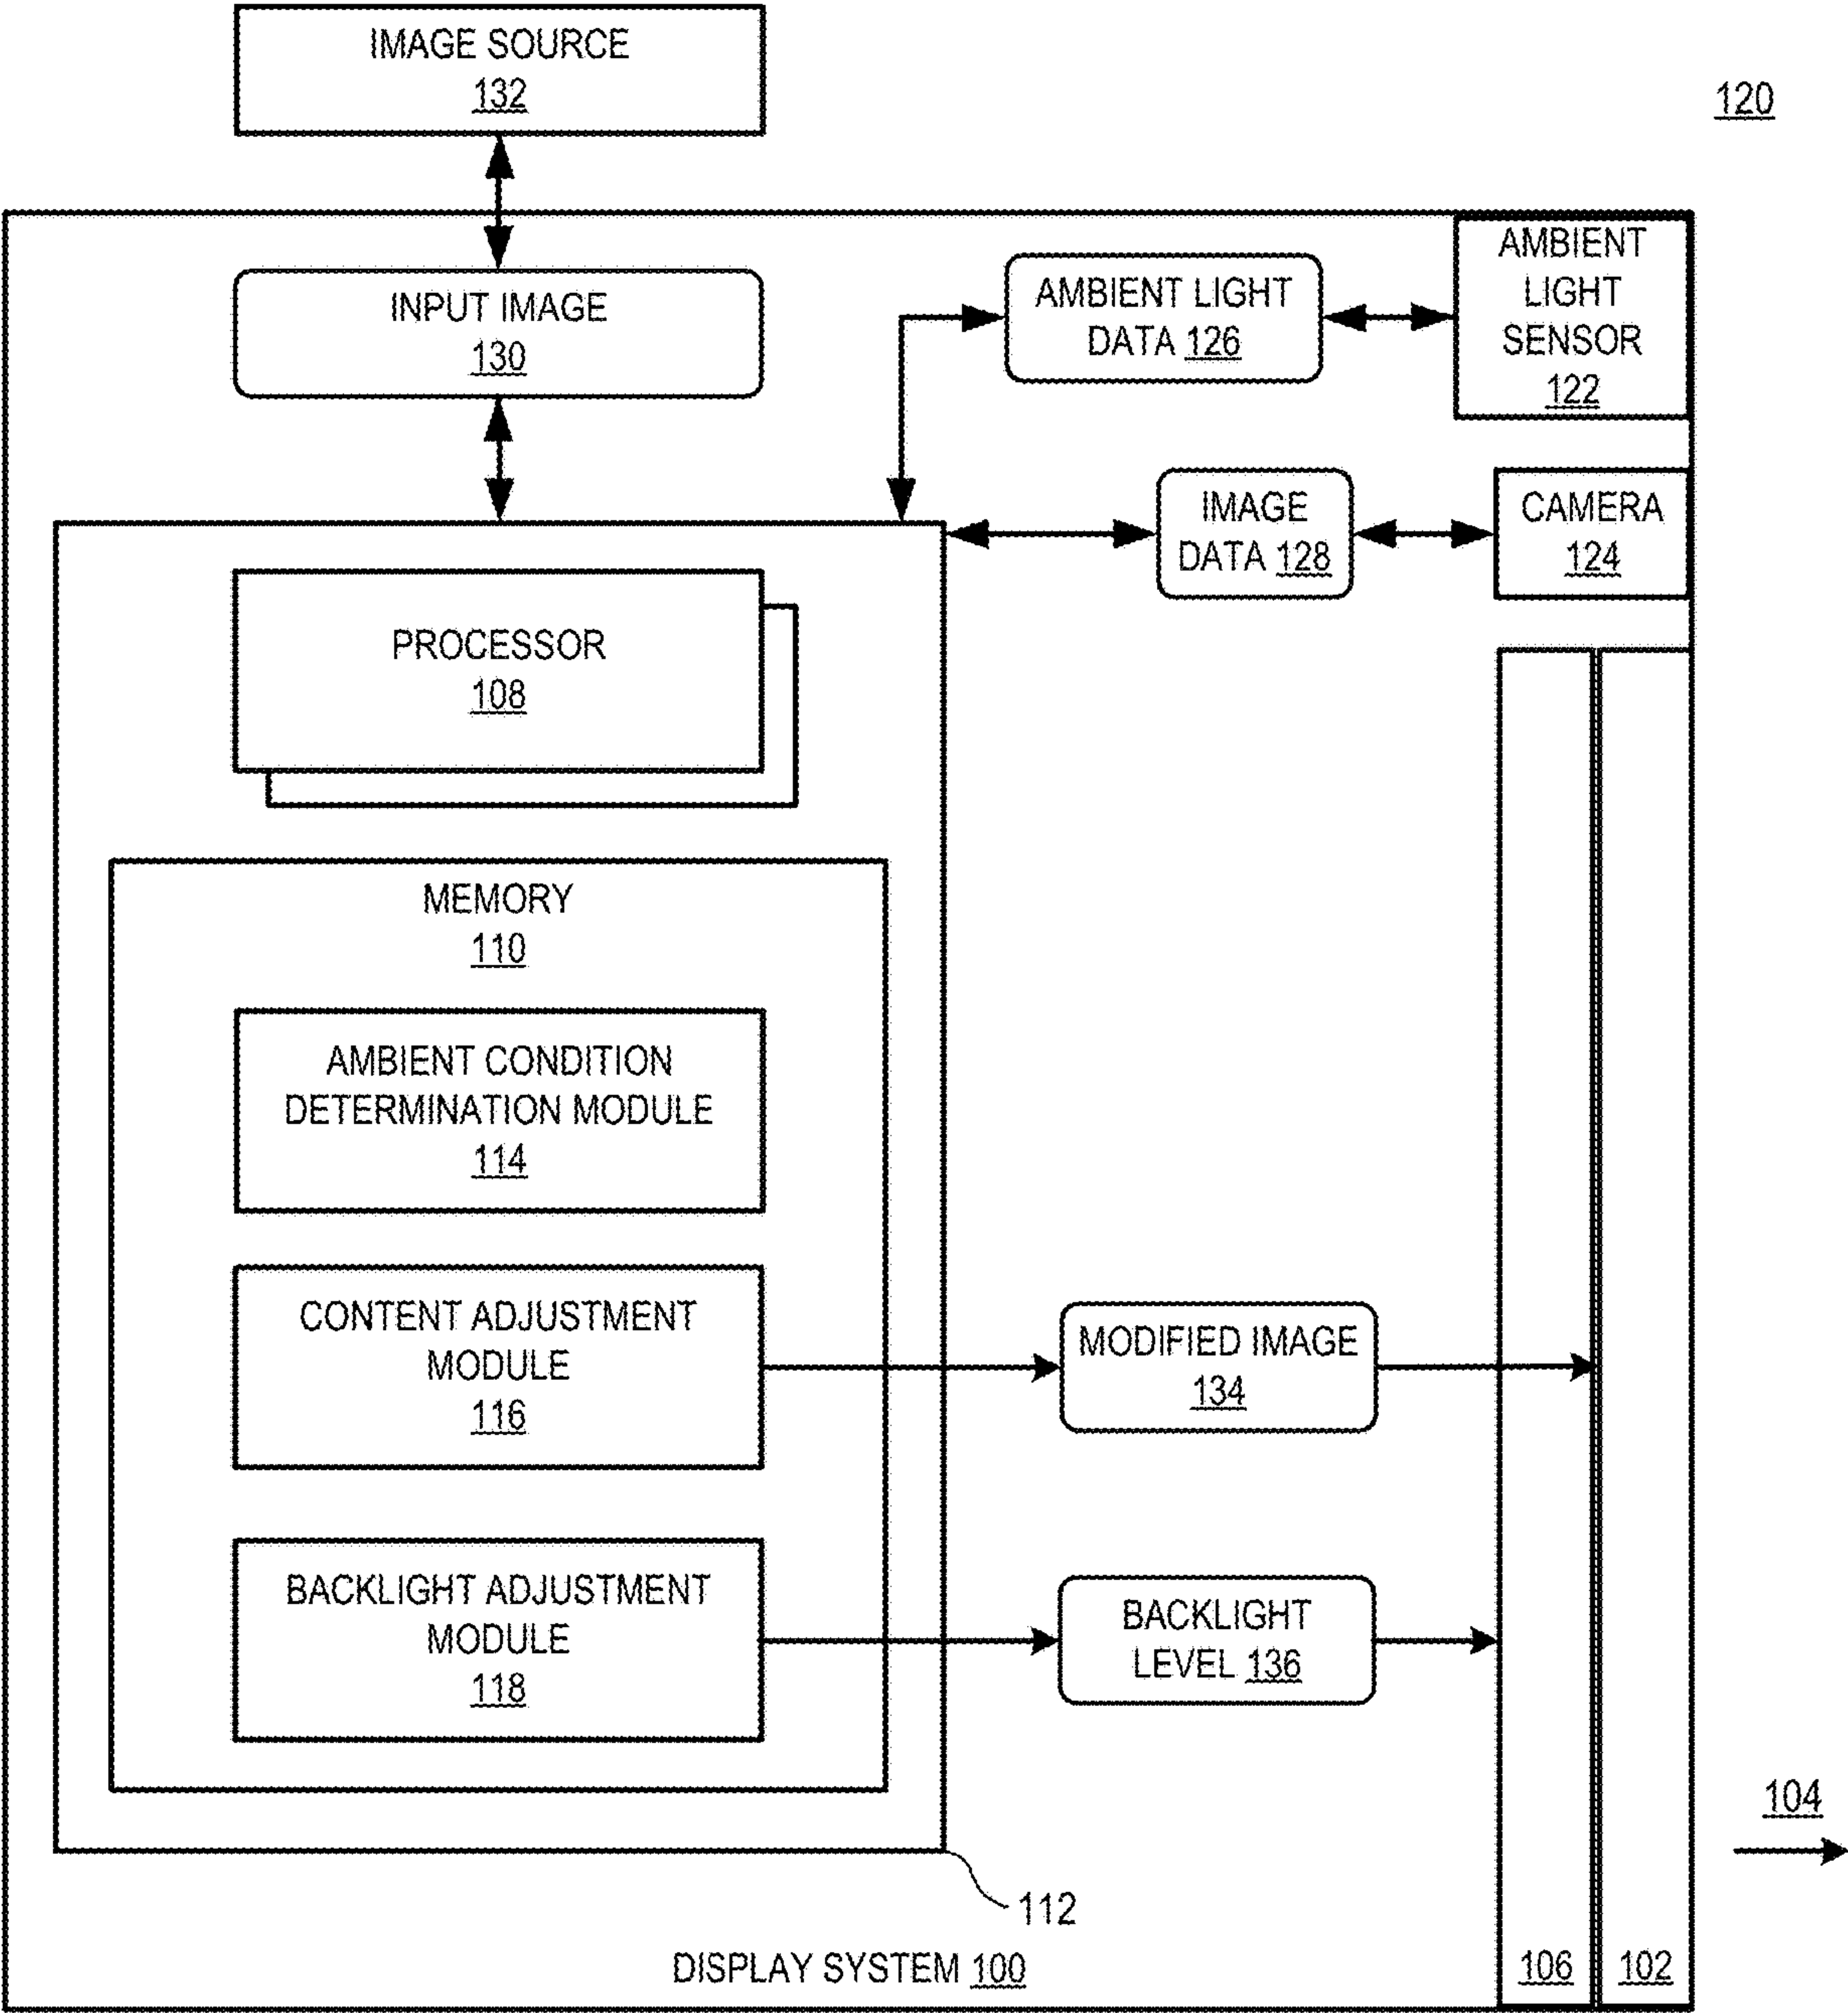 IMAGE SOURCE
132
120
INPUT IMAGE
130
AMBIENT LIGHT
DATA 126
AMBIENT
LIGHT
SENSOR
122
IMAGE
DATA 128
CAMERA
124
PROCESSOR
108
MEMORY
110
AMBIENT CONDITION
DETERMINATION MODULE
114
CONTENT ADJUSTMENT
MODULE
116
MODIFIED IMAGE
134
BACKLIGHT ADJUSTMENT
MODULE
118
BACKLIGHT
LEVEL 136
104
112
DISPLAY SYSTEM 100
106
102